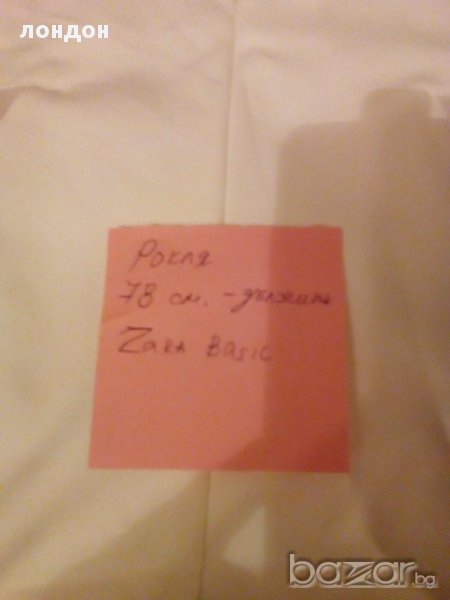 лондон
Рокля
78 см. - дължина
Zara Basic
bazar.bg